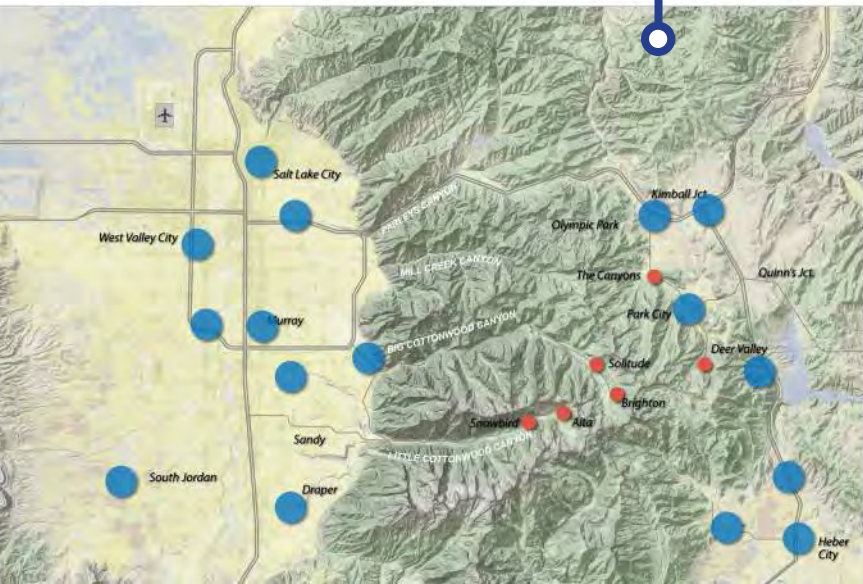 Salt Lake City
PARLEYS CANYON
Kimball Jct.
Olympic Park
West Valley City
MILL CREEK CANYON
The Canyons
Quinn's Jct.
Park City
Murray
BIG COTTONWOOD CANYON
Deer Valley
Solitude
Brighton
Snowbird
Alta
Sandy
LITTLE COTTONWOOD CANYON
South Jordan
Draper
Heber
City